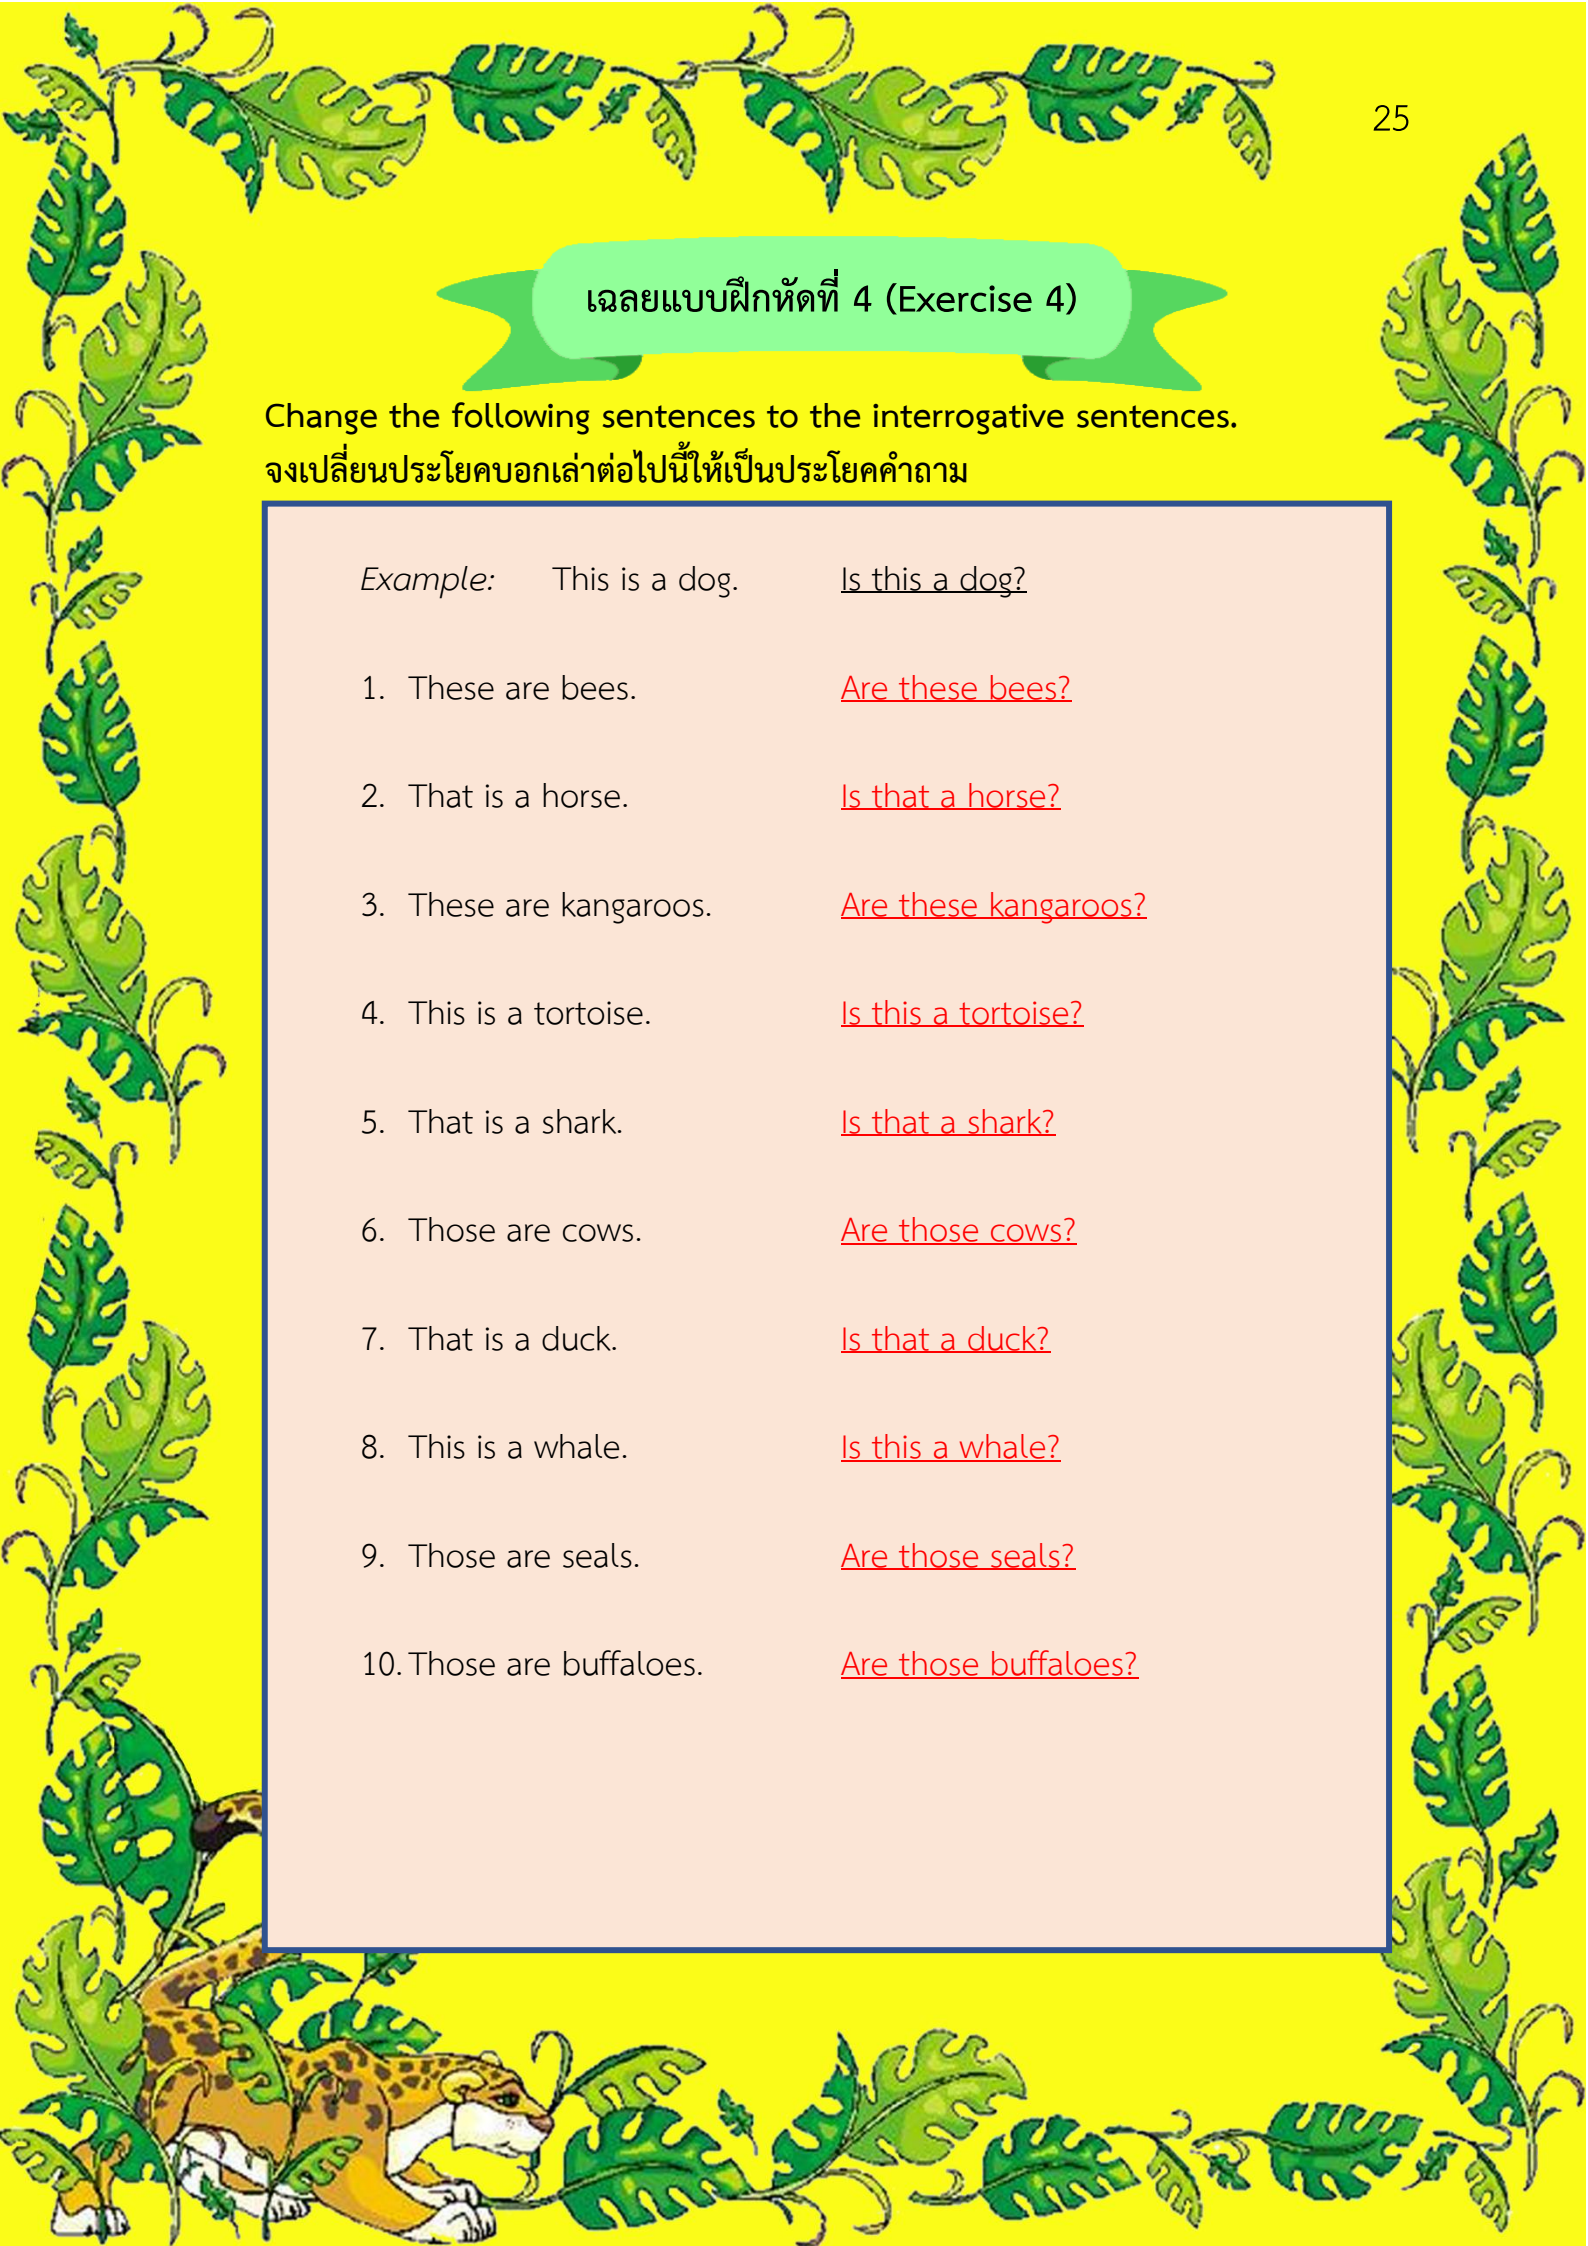 25
เฉลยแบบฝึกหัดที่ 4 (Exercise 4)
Change the following sentences to the interrogative sentences.
จงเปลี่ยนประโยคบอกเล่าต่อไปนี้ให้เป็นประโยคคำถาม
Example: This is a dog. Is this a dog?
1. These are bees. Are these bees?
2. That is a horse. Is that a horse?
3. These are kangaroos. Are these kangaroos?
4. This is a tortoise. Is this a tortoise?
5. That is a shark. Is that a shark?
6. Those are cows. Are those cows?
7. That is a duck. Is that a duck?
8. This is a whale. Is this a whale?
9. Those are seals. Are those seals?
10. Those are buffaloes. Are those buffaloes?